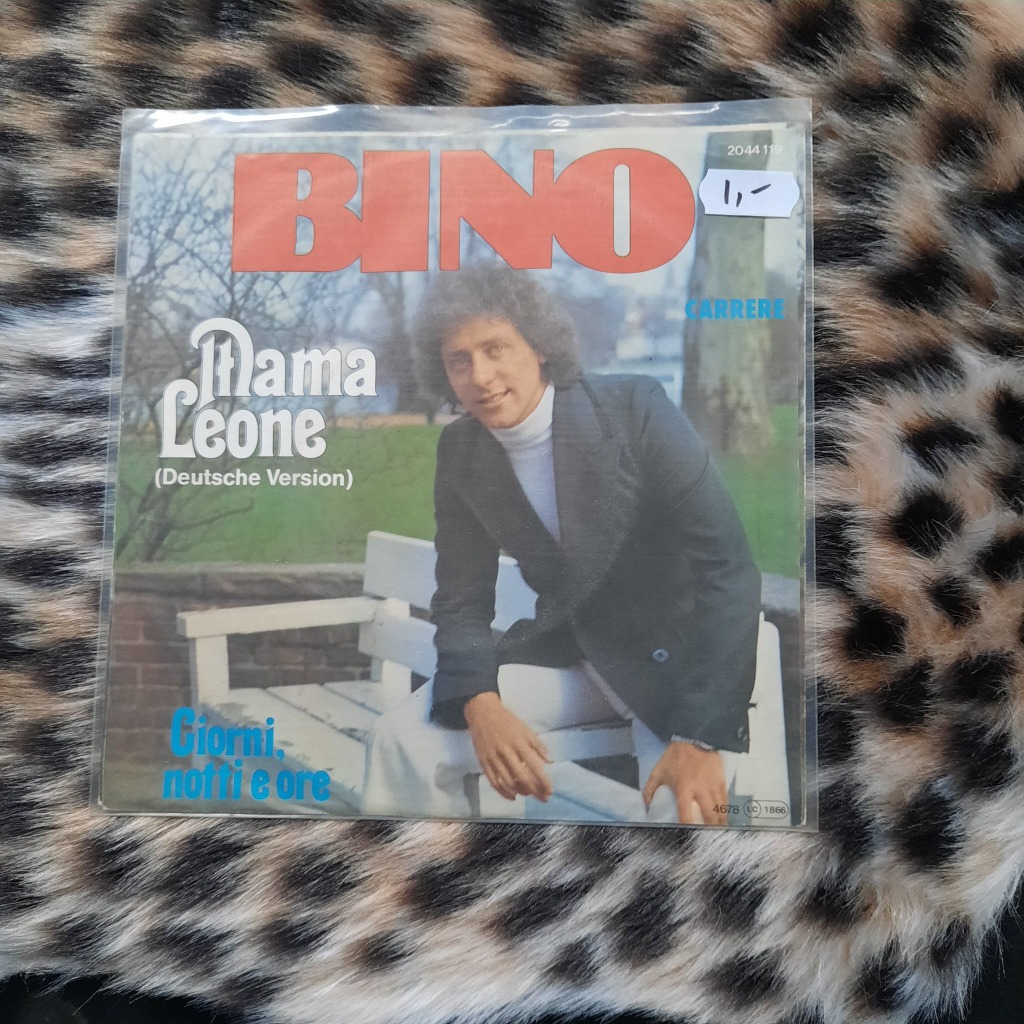 BINO
2044 119
1,-
CARRERE
Mama
Leone
(Deutsche Version)
Giorni,
notti e ore
4678 LC 1866